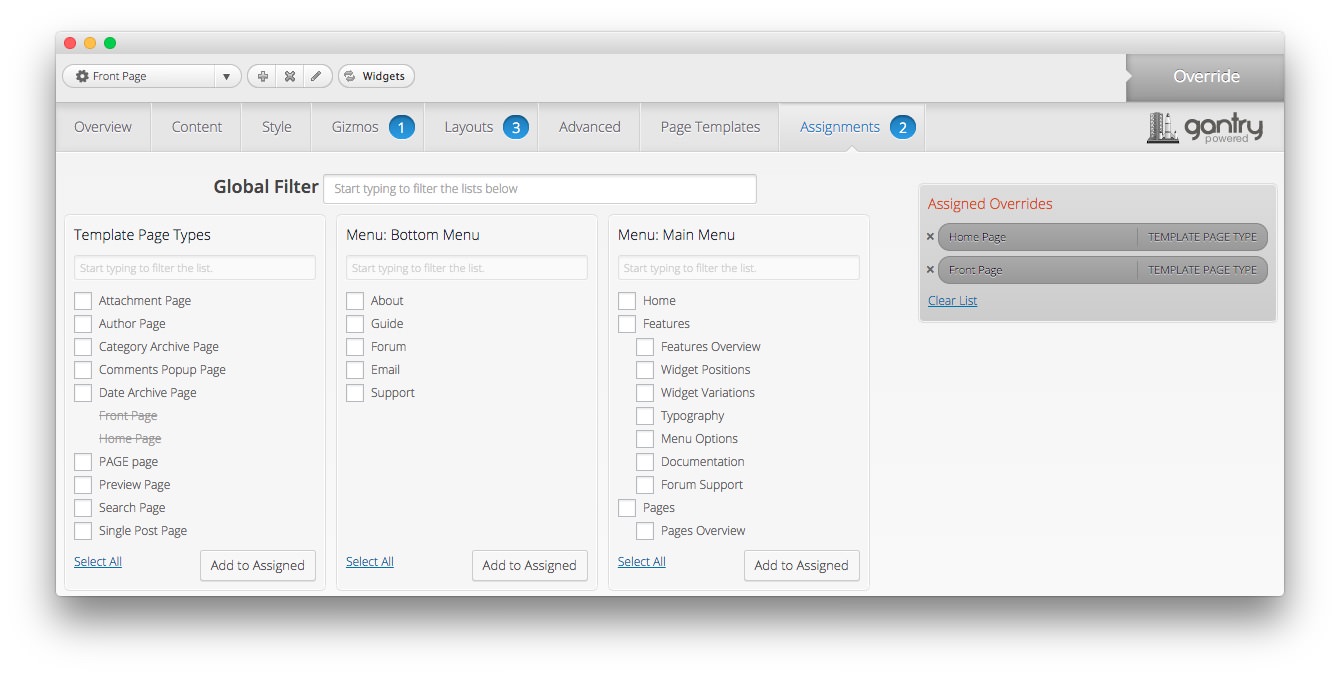 Front Page
Widgets
Override
Overview
Content
Style
Gizmos 1
Layouts 3
Advanced
Page Templates
Assignments 2
gantry
powered
Global Filter Start typing to filter the lists below
Template Page Types
Start typing to filter the list.
Attachment Page
Author Page
Category Archive Page
Comments Popup Page
Date Archive Page
Front Page
Home Page
PAGE page
Preview Page
Search Page
Single Post Page
Select All
Add to Assigned
Menu: Bottom Menu
Start typing to filter the list.
About
Guide
Forum
Email
Support
Select All
Add to Assigned
Menu: Main Menu
Start typing to filter the list.
Home
Features
Features Overview
Widget Positions
Widget Variations
Typography
Menu Options
Documentation
Forum Support
Pages
Pages Overview
Select All
Add to Assigned
Assigned Overrides
Home Page TEMPLATE PAGE TYPE
Front Page TEMPLATE PAGE TYPE
Clear List